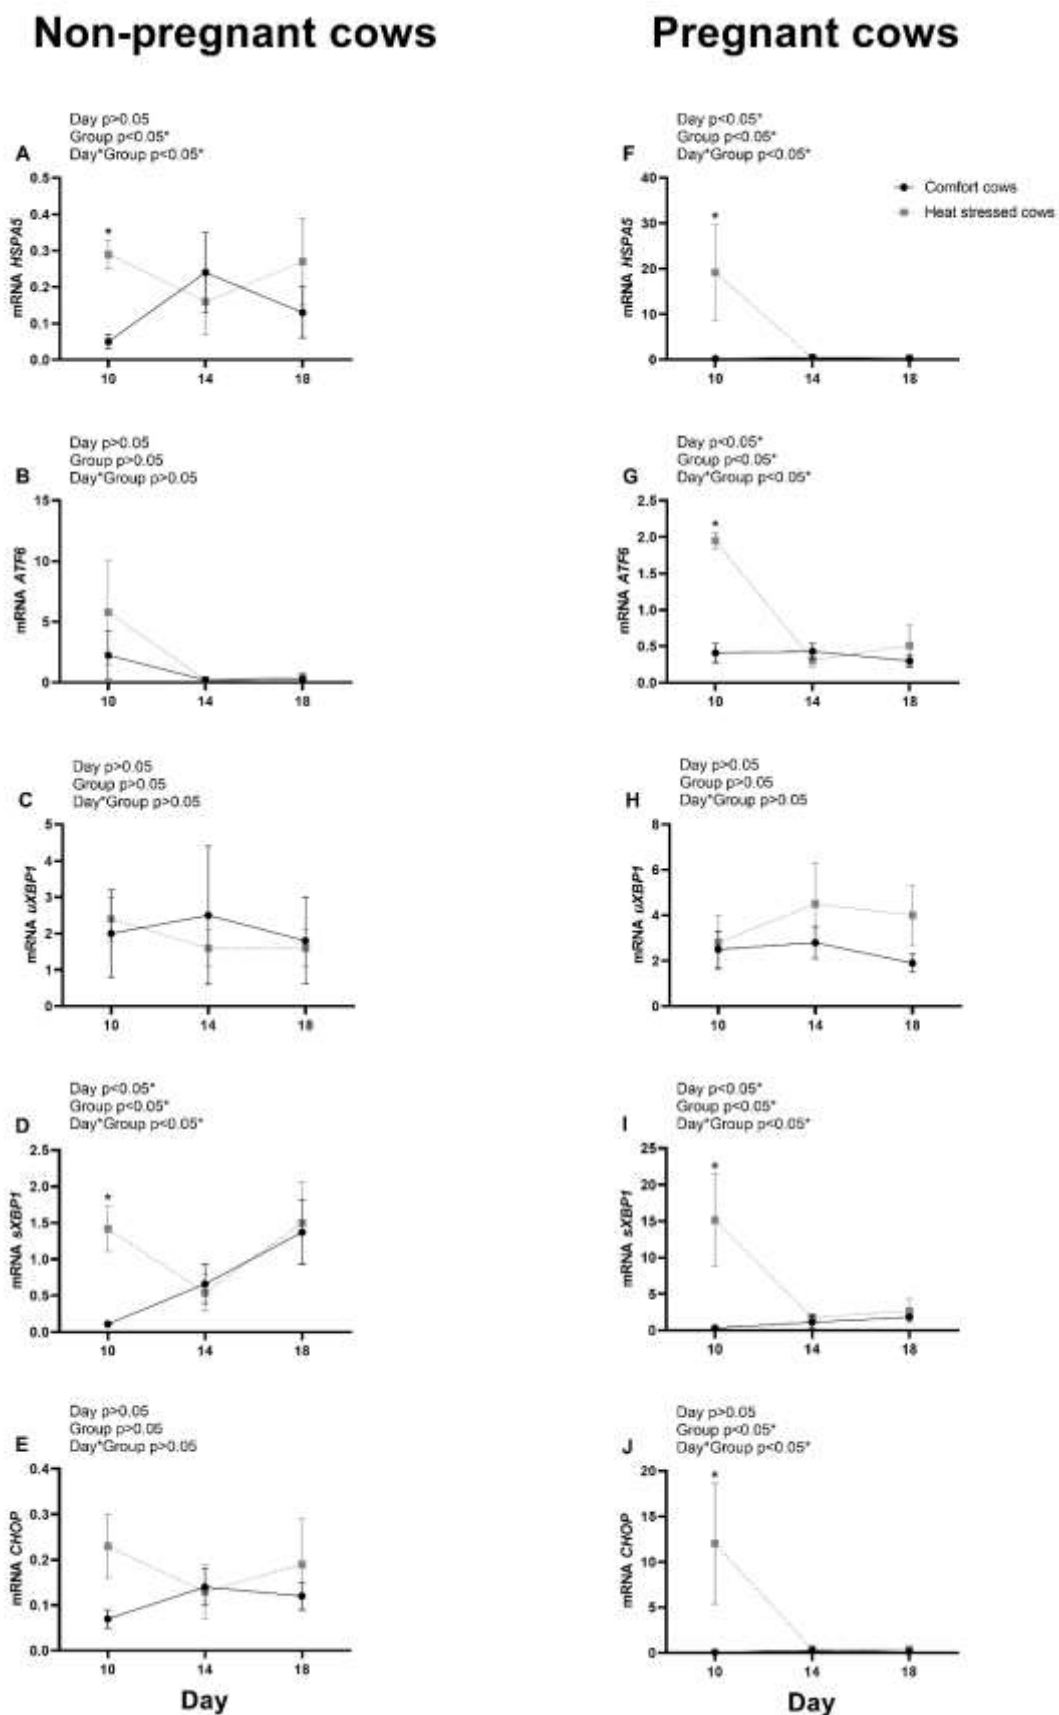 Non-pregnant cows
Pregnant cows
Day p>0.05
Group p<0.05*
Day*Group p<0.05*
A
0.5
0.4
0.3
0.2
0.1
0.0
mRNA HSPA5
*
10 14 18
Day p<0.05*
Group p<0.05*
Day*Group p<0.05*
F
40
30
20
10
0
mRNA HSPA5
*
10 14 18
Comfort cows
Heat stressed cows
Day p>0.05
Group p>0.05
Day*Group p>0.05
B
15
10
5
0
mRNA ATF6
10 14 18
Day p<0.05*
Group p<0.05*
Day*Group p<0.05*
G
2.5
2.0
1.5
1.0
0.5
0.0
mRNA ATF6
*
10 14 18
Day p>0.05
Group p>0.05
Day*Group p>0.05
C
5
4
3
2
1
0
mRNA uXBP1
10 14 18
Day p>0.05
Group p>0.05
Day*Group p>0.05
H
8
6
4
2
0
mRNA uXBP1
10 14 18
Day p<0.05*
Group p<0.05*
Day*Group p<0.05*
D
2.5
2.0
1.5
1.0
0.5
0.0
mRNA sXBP1
*
10 14 18
Day p<0.05*
Group p<0.05*
Day*Group p<0.05*
I
25
20
15
10
5
0
mRNA sXBP1
*
10 14 18
Day p>0.05
Group p>0.05
Day*Group p>0.05
E
0.4
0.3
0.2
0.1
0.0
mRNA CHOP
10 14 18
Day
Day p>0.05
Group p<0.05*
Day*Group p<0.05*
J
20
15
10
5
0
mRNA CHOP
*
10 14 18
Day